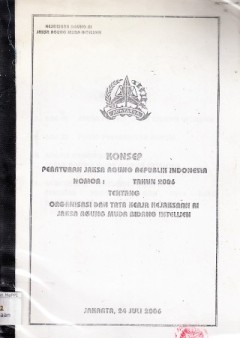 KEJAKSAAN AGUNG RI
JAKSA AGUNG MUDA INTELIJEN
KONSEP
PERATURAN JAKSA AGUNG REPUBLIK INDONESIA
NOMOR : TAHUN 2006
TENTANG
ORGANISASI DAN TATA KERJA KEJAKSAAN RI
JAKSA AGUNG MUDA BIDANG INTELIJEN
JAKARTA, 24 JULI 2006